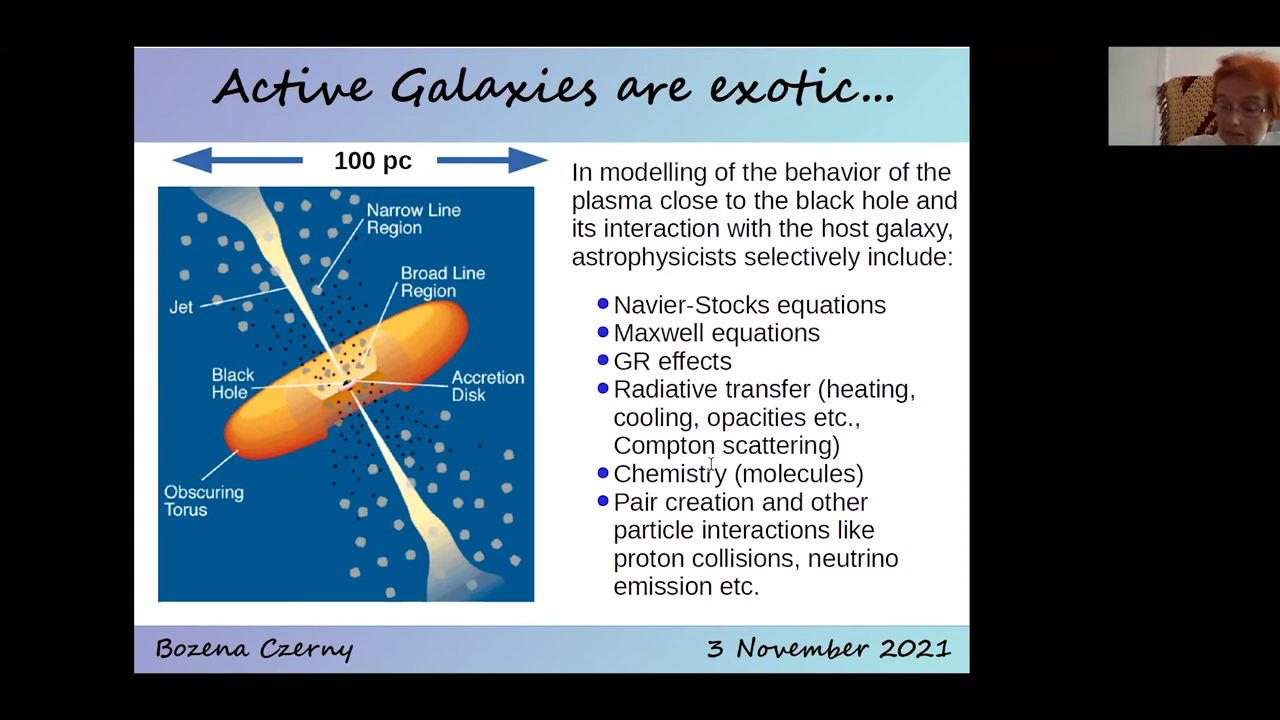 Active Galaxies are exotic...
100 pc
Narrow Line
Region
Broad Line
Region
Jet
Black
Hole
Accretion
Disk
Obscuring
Torus
In modelling of the behavior of the
plasma close to the black hole and
its interaction with the host galaxy,
astrophysicists selectively include:
Navier-Stocks equations
Maxwell equations
GR effects
Radiative transfer (heating,
cooling, opacities etc.,
Compton scattering)
Chemistry (molecules)
Pair creation and other
particle interactions like
proton collisions, neutrino
emission etc.
Bozena Czerny
3 November 2021